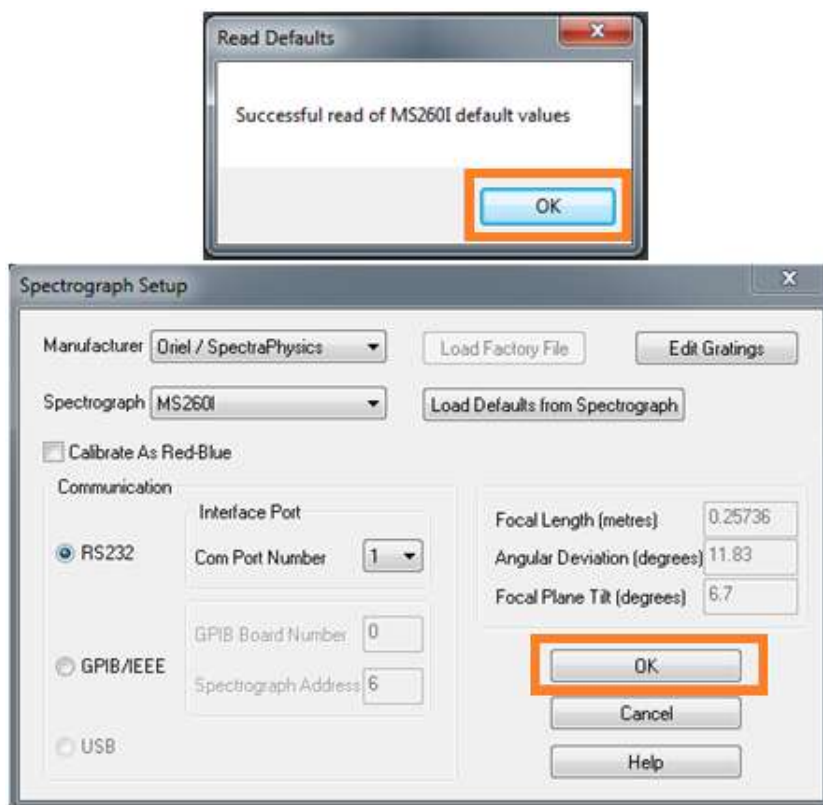 Read Defaults
Successful read of MS260I default values
OK
Spectrograph Setup
Manufacturer Oriel / SpectraPhysics Load Factory File Edit Gratings
Spectrograph MS260I Load Defaults from Spectrograph
Calibrate As Red-Blue
Communication
Interface Port
RS232 Com Port Number 1
GPIB/IEEE
GPIB Board Number 0
Spectrograph Address 6
USB
Focal Length (metres) 0.25736
Angular Deviation (degrees) 11.83
Focal Plane Tilt (degrees) 6.7
OK
Cancel
Help